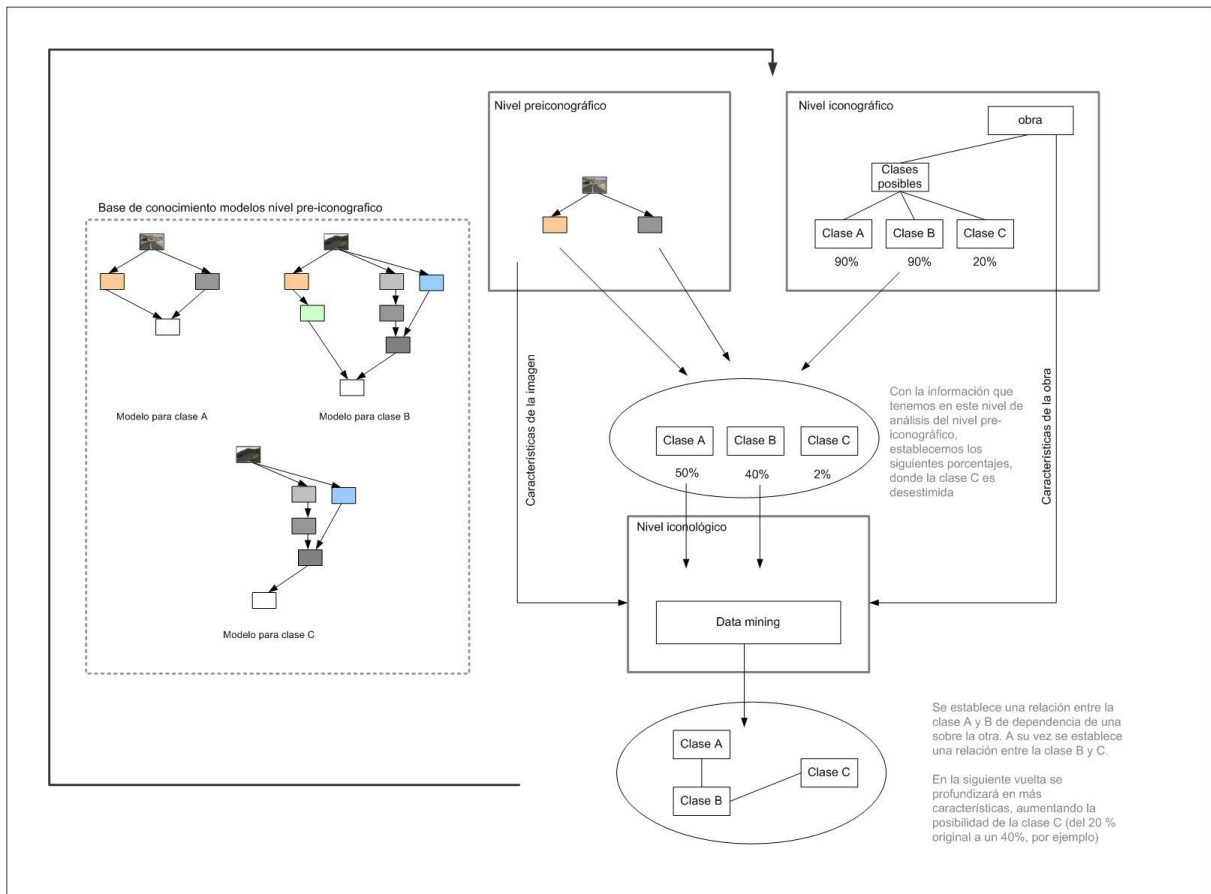 Nivel preiconográfico
Nivel iconográfico
obra
Clases
posibles
Clase A
Clase B
Clase C
90%
90%
20%
Base de conocimiento modelos nivel pre-iconografico
Modelo para clase A
Modelo para clase B
Modelo para clase C
Características de la imagen
Características de la obra
Clase A
Clase B
Clase C
50%
40%
2%
Con la información que
tenemos en este nivel de
análisis del nivel pre-
iconográfico,
establecemos los
siguientes porcentajes,
donde la clase C es
desestimida
Nivel iconológico
Data mining
Clase A
Clase B
Clase C
Se establece una relación entre la
clase A y B de dependencia de una
sobre la otra. A su vez se establece
una relación entre la clase B y C.
En la siguiente vuelta se
profundizará en más
características, aumentando la
posibilidad de la clase C (del 20 %
original a un 40%, por ejemplo)